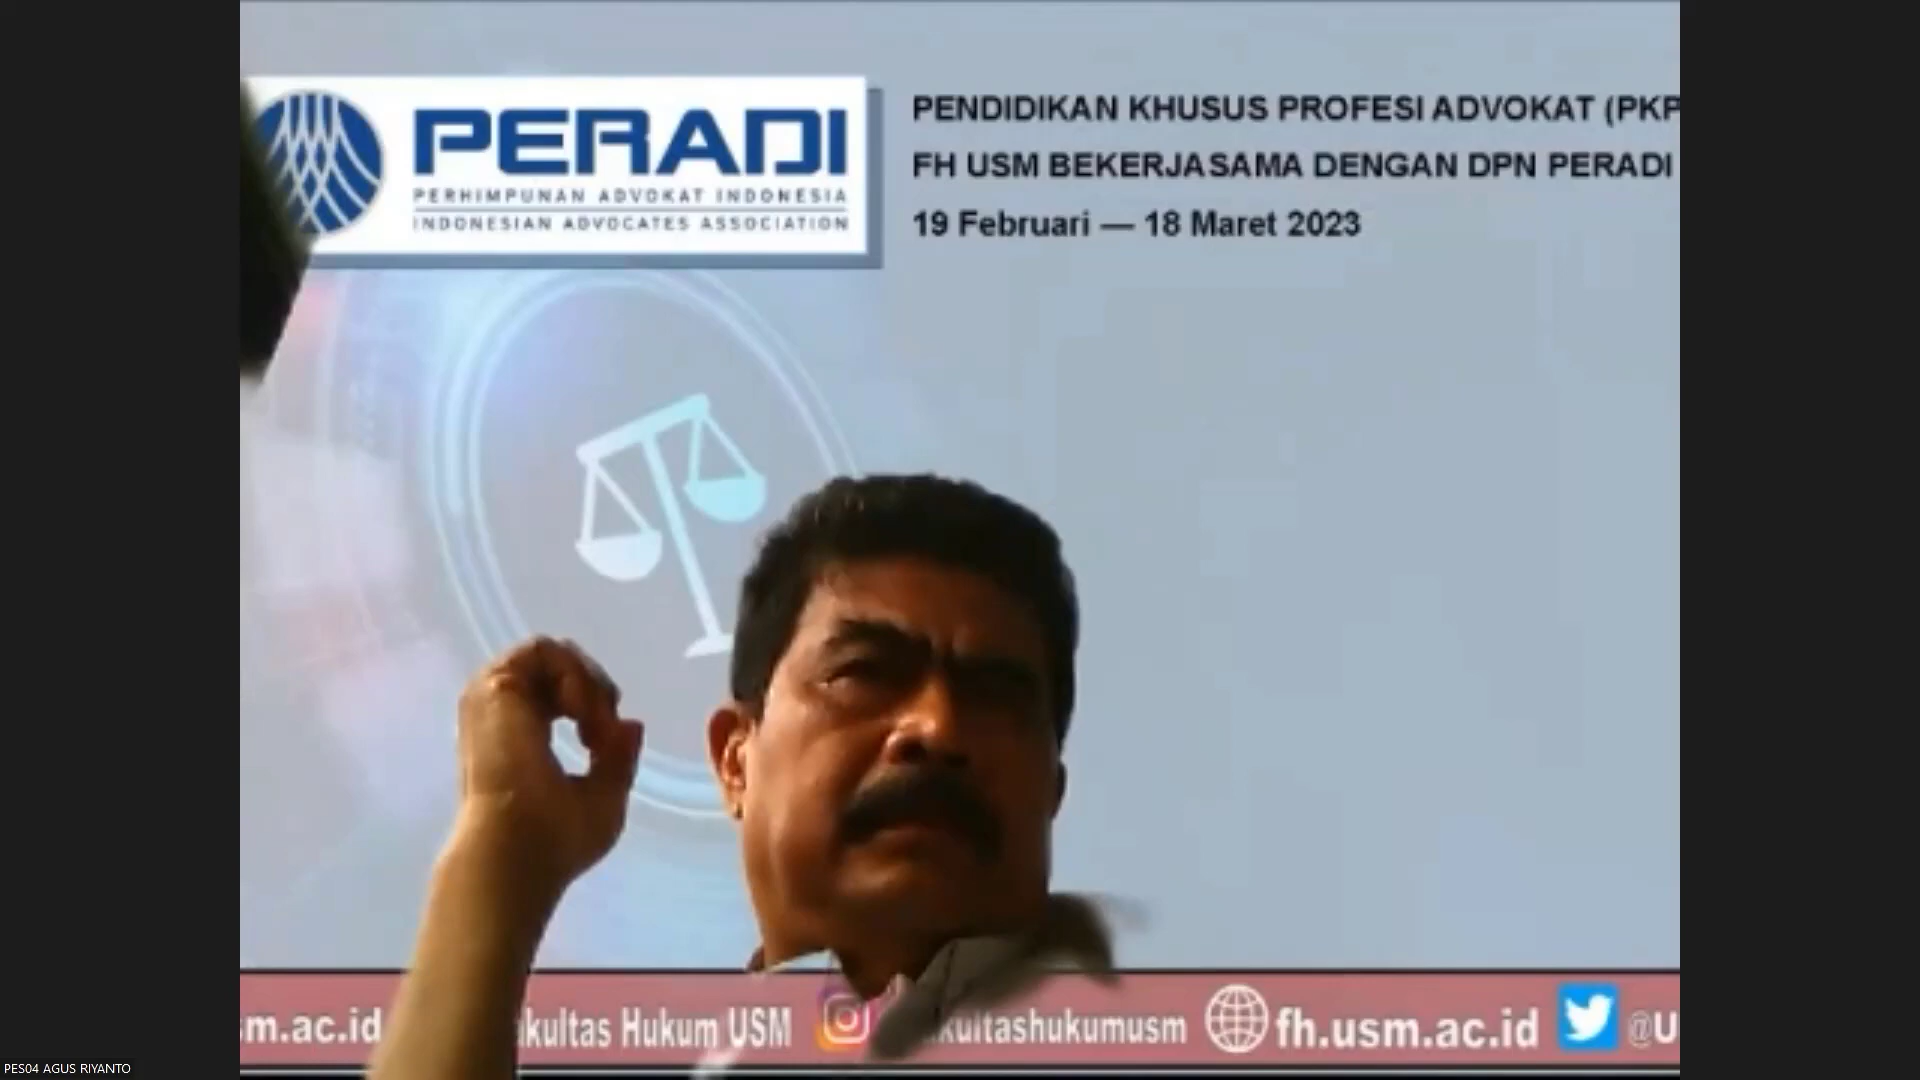 PERADI
PERHIMPUNAN ADVOKAT INDONESIA
INDONESIAN ADVOCATES ASSOCIATION
PENDIDIKAN KHUSUS PROFESI ADVOKAT (PKP
FH USM BEKERJASAMA DENGAN DPN PERADI
19 Februari — 18 Maret 2023
sm.ac.id
kultas Hukum USM
kultashukumusm
fh.usm.ac.id
@U
PES04 AGUS RIYANTO